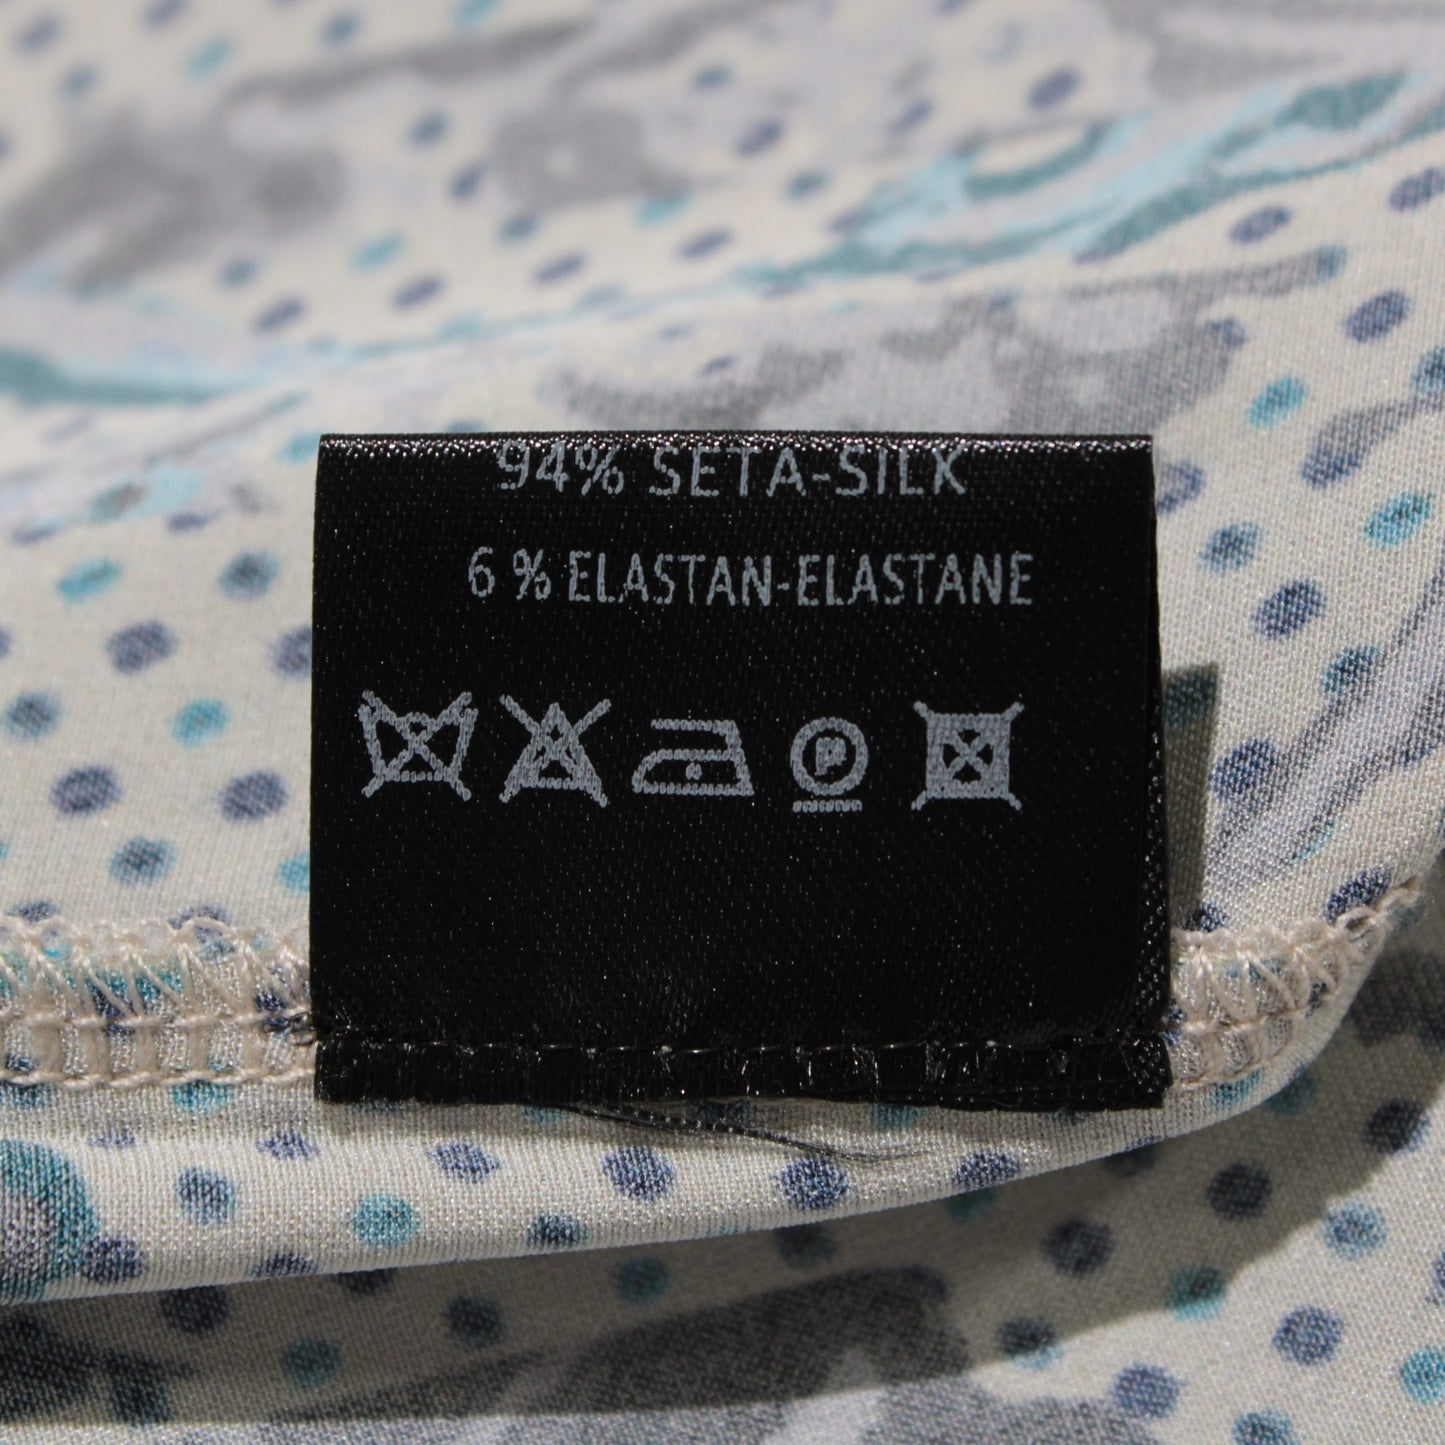 94% SETA-SILK
6 % ELASTAN-ELASTANE
P